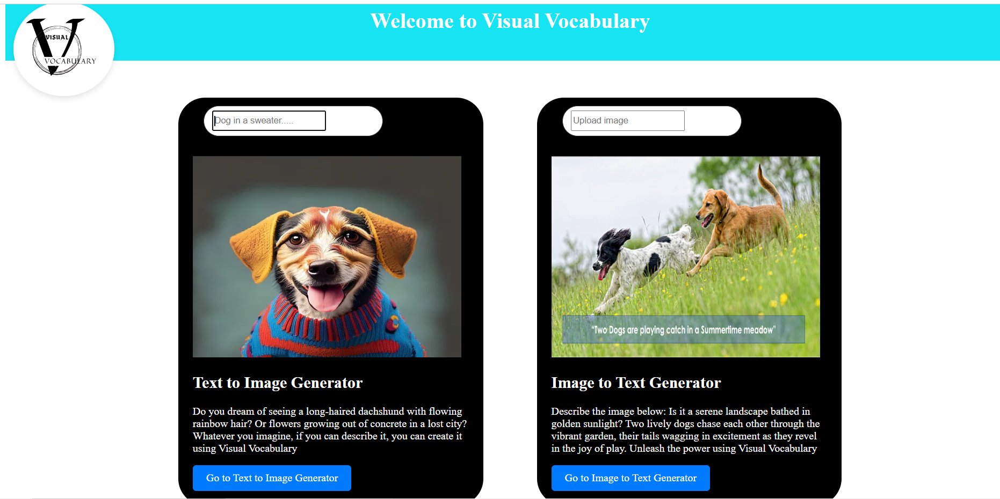 Welcome to Visual Vocabulary
VISUAL
VOCABULARY
Dog in a sweater.....
Text to Image Generator
Do you dream of seeing a long-haired dachshund with flowing
rainbow hair? Or flowers growing out of concrete in a lost city?
Whatever you imagine, if you can describe it, you can create it
using Visual Vocabulary
Go to Text to Image Generator
Upload image
“Two Dogs are playing catch in a Summertime meadow”
Image to Text Generator
Describe the image below: Is it a serene landscape bathed in
golden sunlight? Two lively dogs chase each other through the
vibrant garden, their tails wagging in excitement as they revel
in the joy of play. Unleash the power using Visual Vocabulary
Go to Image to Text Generator